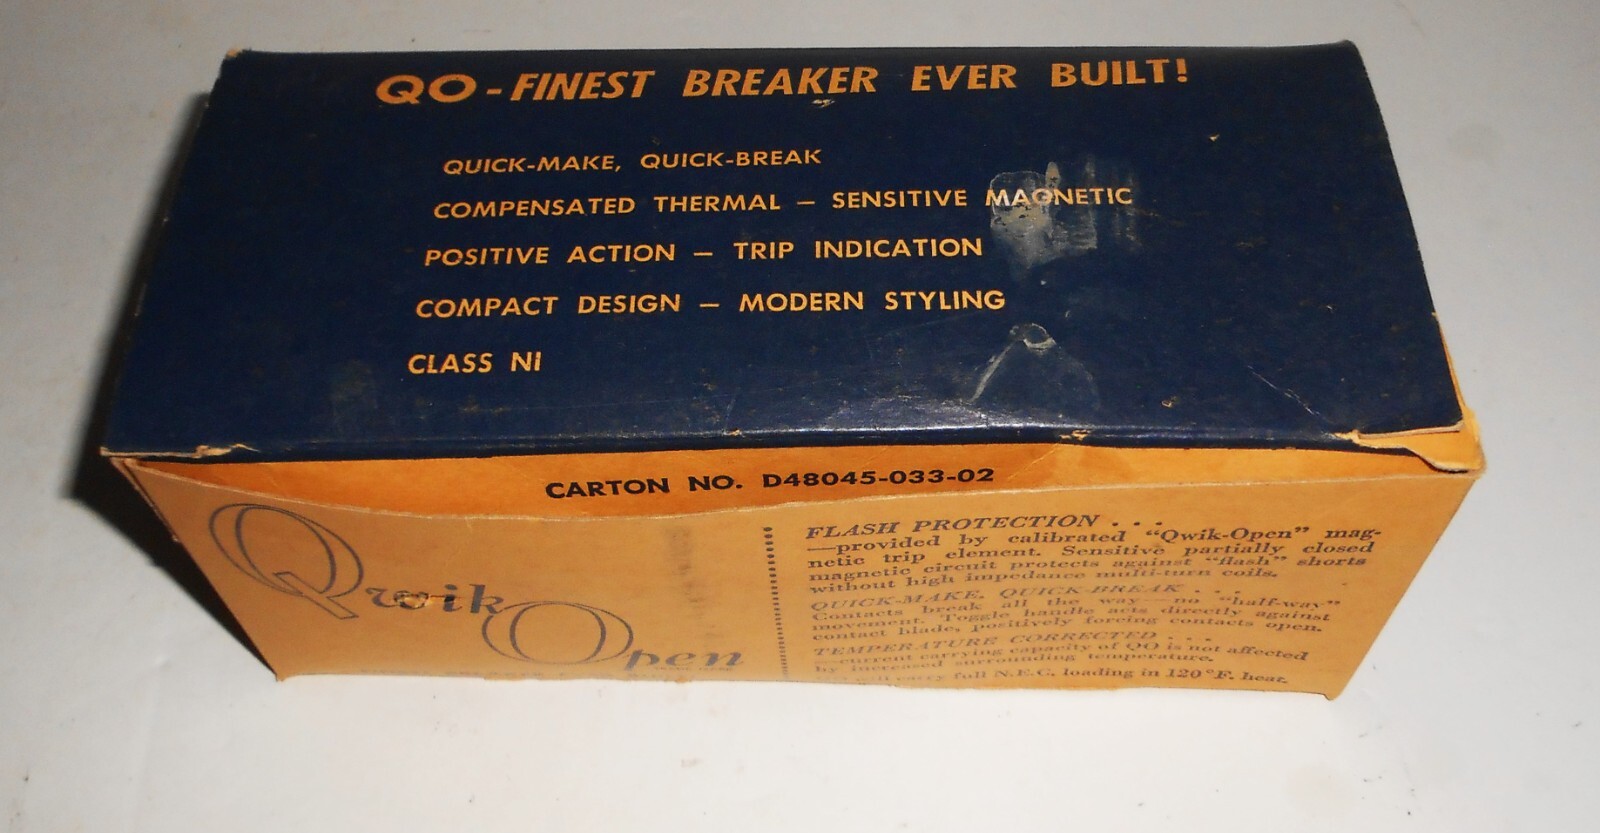 QO-FINEST BREAKER EVER BUILT!
QUICK-MAKE, QUICK-BREAK
COMPENSATED THERMAL — SENSITIVE MAGNETIC
POSITIVE ACTION — TRIP INDICATION
COMPACT DESIGN — MODERN STYLING
CLASS NI
CARTON NO. D48045-033-02
Qwik
Open
FLASH PROTECTION . . .
—provided by calibrated “Qwik-Open” mag-
netic trip element. Sensitive partially closed
magnetic circuit protects against “flash” shorts
without high impedance multi-turn coils.
QUICK-MAKE, QUICK-BREAK . . .
Contacts break all the way—no “half-way”
movement. Toggle handle acts directly against
contact blade, positively forcing contacts open.
TEMPERATURE CORRECTED . . .
—current carrying capacity of QO is not affected
by increased surrounding temperature.
will carry full N.E.C. loading in 120°F. heat.